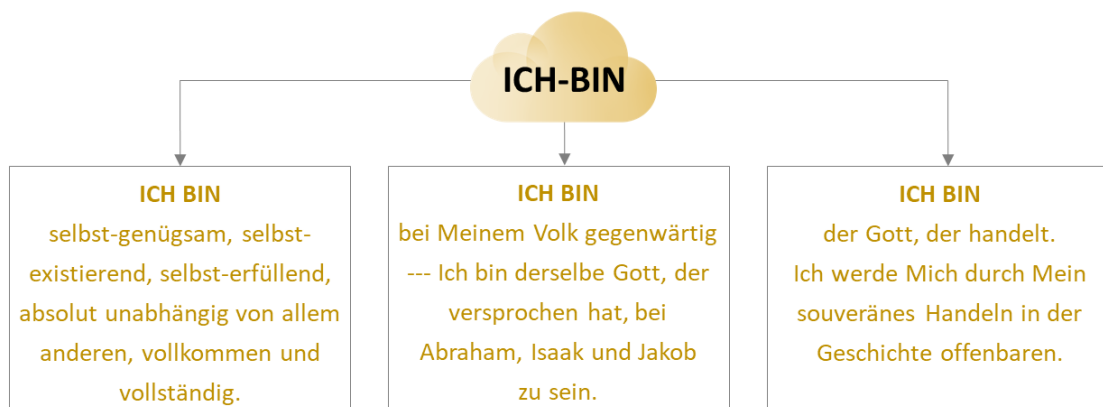 ICH-BIN
ICH BIN
selbst-genügsam, selbst-
existierend, selbst-erfüllend,
absolut unabhängig von allem
anderen, vollkommen und
vollständig.
ICH BIN
bei Meinem Volk gegenwärtig
--- Ich bin derselbe Gott, der
versprochen hat, bei
Abraham, Isaak und Jakob
zu sein.
ICH BIN
der Gott, der handelt.
Ich werde Mich durch Mein
souveränes Handeln in der
Geschichte offenbaren.